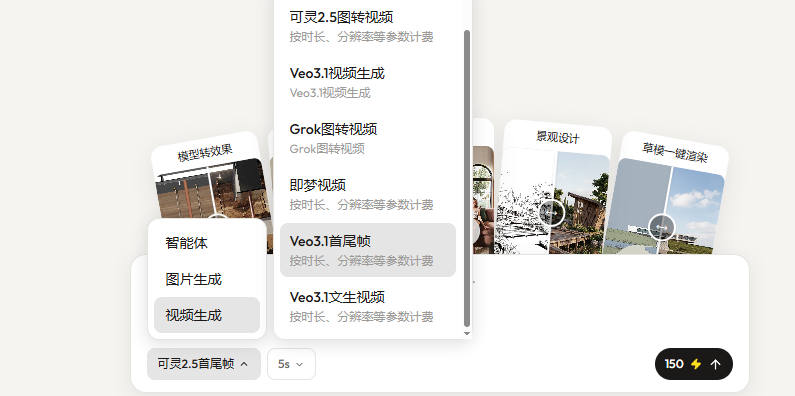 可灵2.5图转视频
按时长、分辨率等参数计费
Veo3.1视频生成
Veo3.1视频生成
Grok图转视频
Grok图转视频
即梦视频
按时长、分辨率等参数计费
Veo3.1首尾帧
按时长、分辨率等参数计费
Veo3.1文生视频
按时长、分辨率等参数计费
模型转效果
景观设计
草模一键渲染
智能体
图片生成
视频生成
可灵2.5首尾帧
5s
150